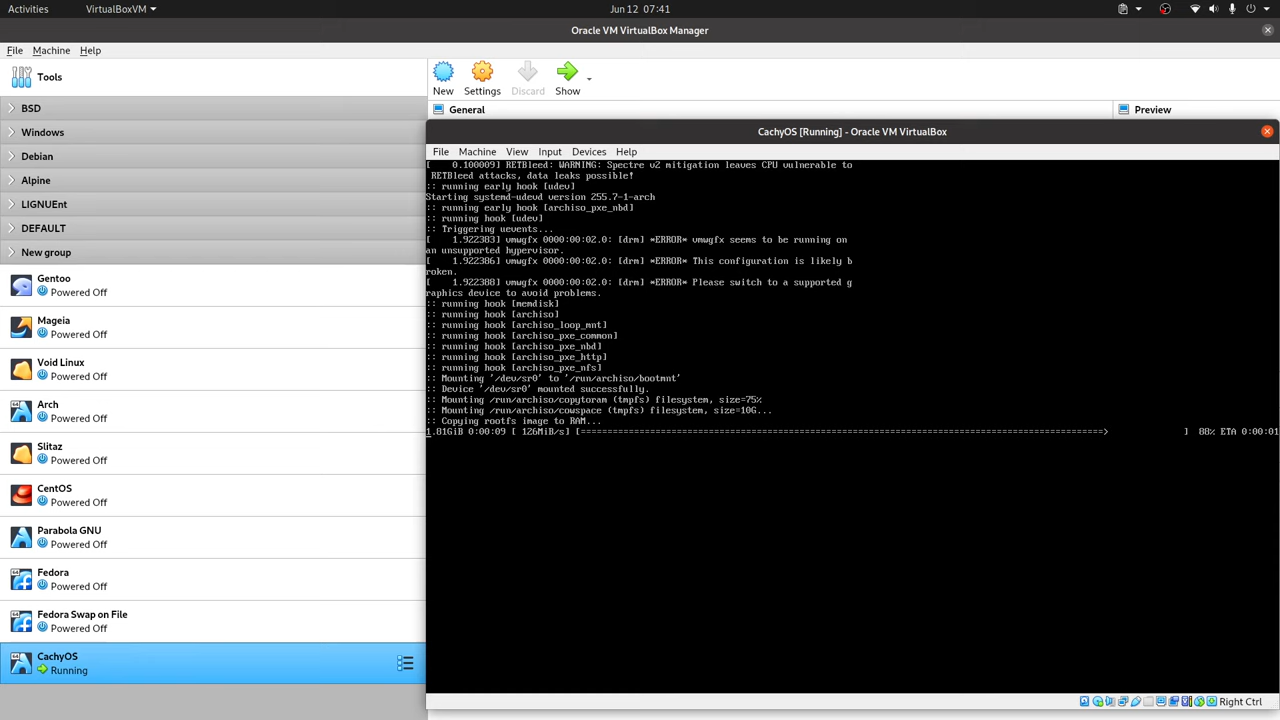 Activities
VirtualBoxVM
Jun 12 07:41
Oracle VM VirtualBox Manager
File Machine Help
Tools
New
Settings
Discard
Show
BSD
Windows
Debian
Alpine
LIGNUEnt
DEFAULT
New group
Gentoo
Powered Off
Mageia
Powered Off
Void Linux
Powered Off
Arch
Powered Off
Slitaz
Powered Off
CentOS
Powered Off
Parabola GNU
Powered Off
Fedora
Powered Off
Fedora Swap on File
Powered Off
CachyOS
Running
General
Preview
CachyOS [Running] - Oracle VM VirtualBox
File Machine View Input Devices Help
[    0.100009] RETBleed: WARNING: Spectre v2 mitigation leaves CPU vulnerable to
 RETBleed attacks, data leaks possible!
:: running early hook [udev]
Starting systemd-udevd version 255.7-1-arch
:: running early hook [archiso_pxe_nbd]
:: running hook [udev]
:: Triggering uevents...
[    1.922383] vmwgfx 0000:00:02.0: [drm] *ERROR* vmwgfx seems to be running on
an unsupported hypervisor.
[    1.922386] vmwgfx 0000:00:02.0: [drm] *ERROR* This configuration is likely b
roken.
[    1.922388] vmwgfx 0000:00:02.0: [drm] *ERROR* Please switch to a supported g
raphics device to avoid problems.
:: running hook [memdisk]
:: running hook [archiso]
:: running hook [archiso_loop_mnt]
:: running hook [archiso_pxe_common]
:: running hook [archiso_pxe_nbd]
:: running hook [archiso_pxe_http]
:: running hook [archiso_pxe_nfs]
:: Mounting '/dev/sr0' to '/run/archiso/bootmnt'
:: Device '/dev/sr0' mounted successfully.
:: Mounting /run/archiso/copytoram (tmpfs) filesystem, size=75%
:: Mounting /run/archiso/cowspace (tmpfs) filesystem, size=10G...
:: Copying rootfs image to RAM...
1.81GiB 0:00:09 [ 126MiB/s] [===================================================================================================>               ] 88% ETA 0:00:01
Right Ctrl